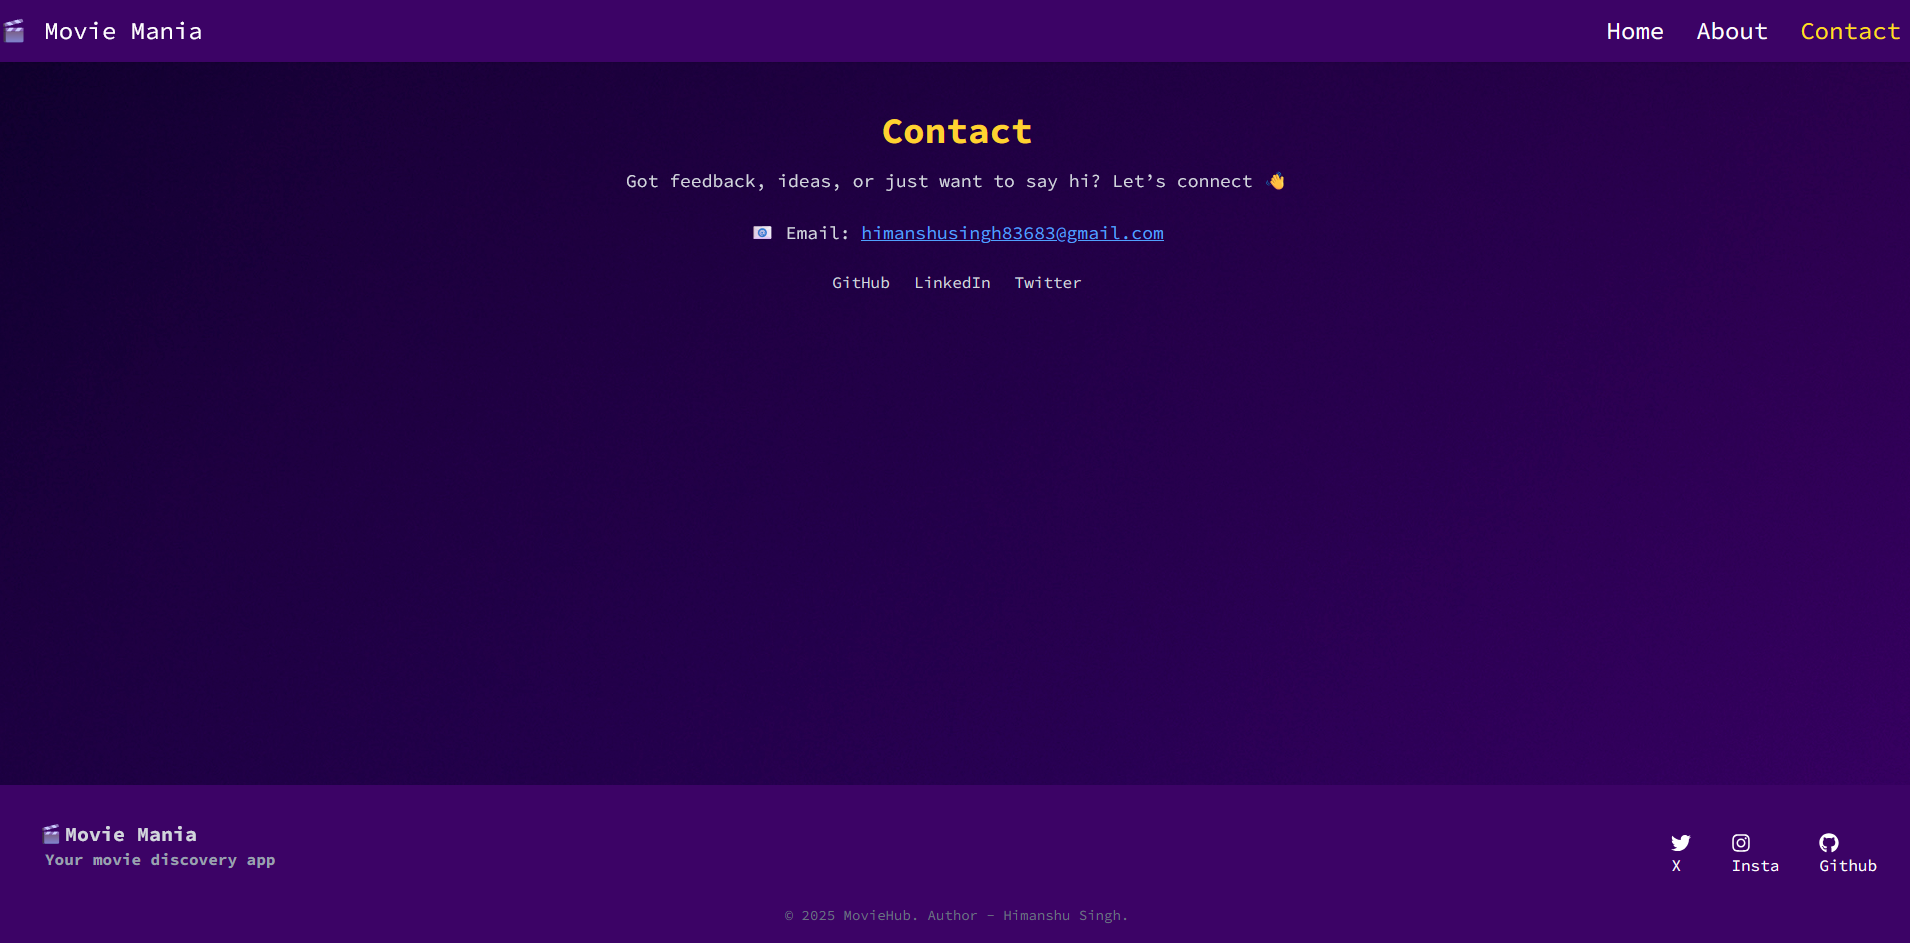 🎬 Movie Mania
Home About Contact
Contact
Got feedback, ideas, or just want to say hi? Let’s connect 👋
📧 Email: himanshusingh83683@gmail.com
GitHub LinkedIn Twitter
🎬Movie Mania
Your movie discovery app
X Insta Github
© 2025 MovieHub. Author - Himanshu Singh.